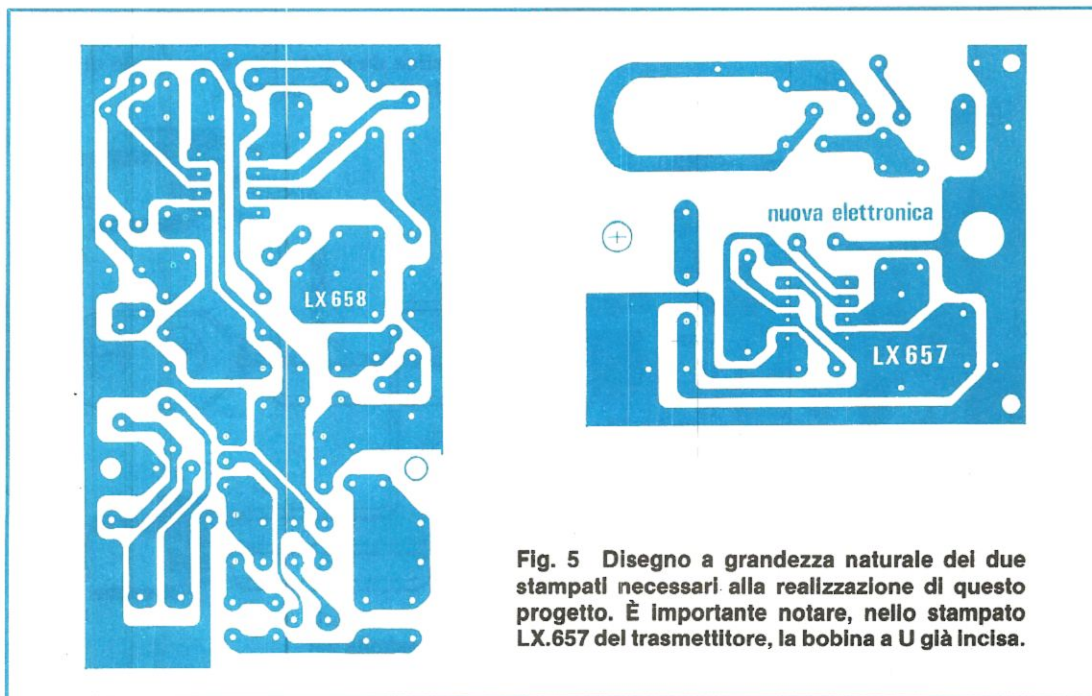 LX 658
nuova elettronica
LX 657
Fig. 5 Disegno a grandezza naturale dei due
stampati necessari alla realizzazione di questo
progetto. È importante notare, nello stampato
LX.657 del trasmettitore, la bobina a U già incisa.